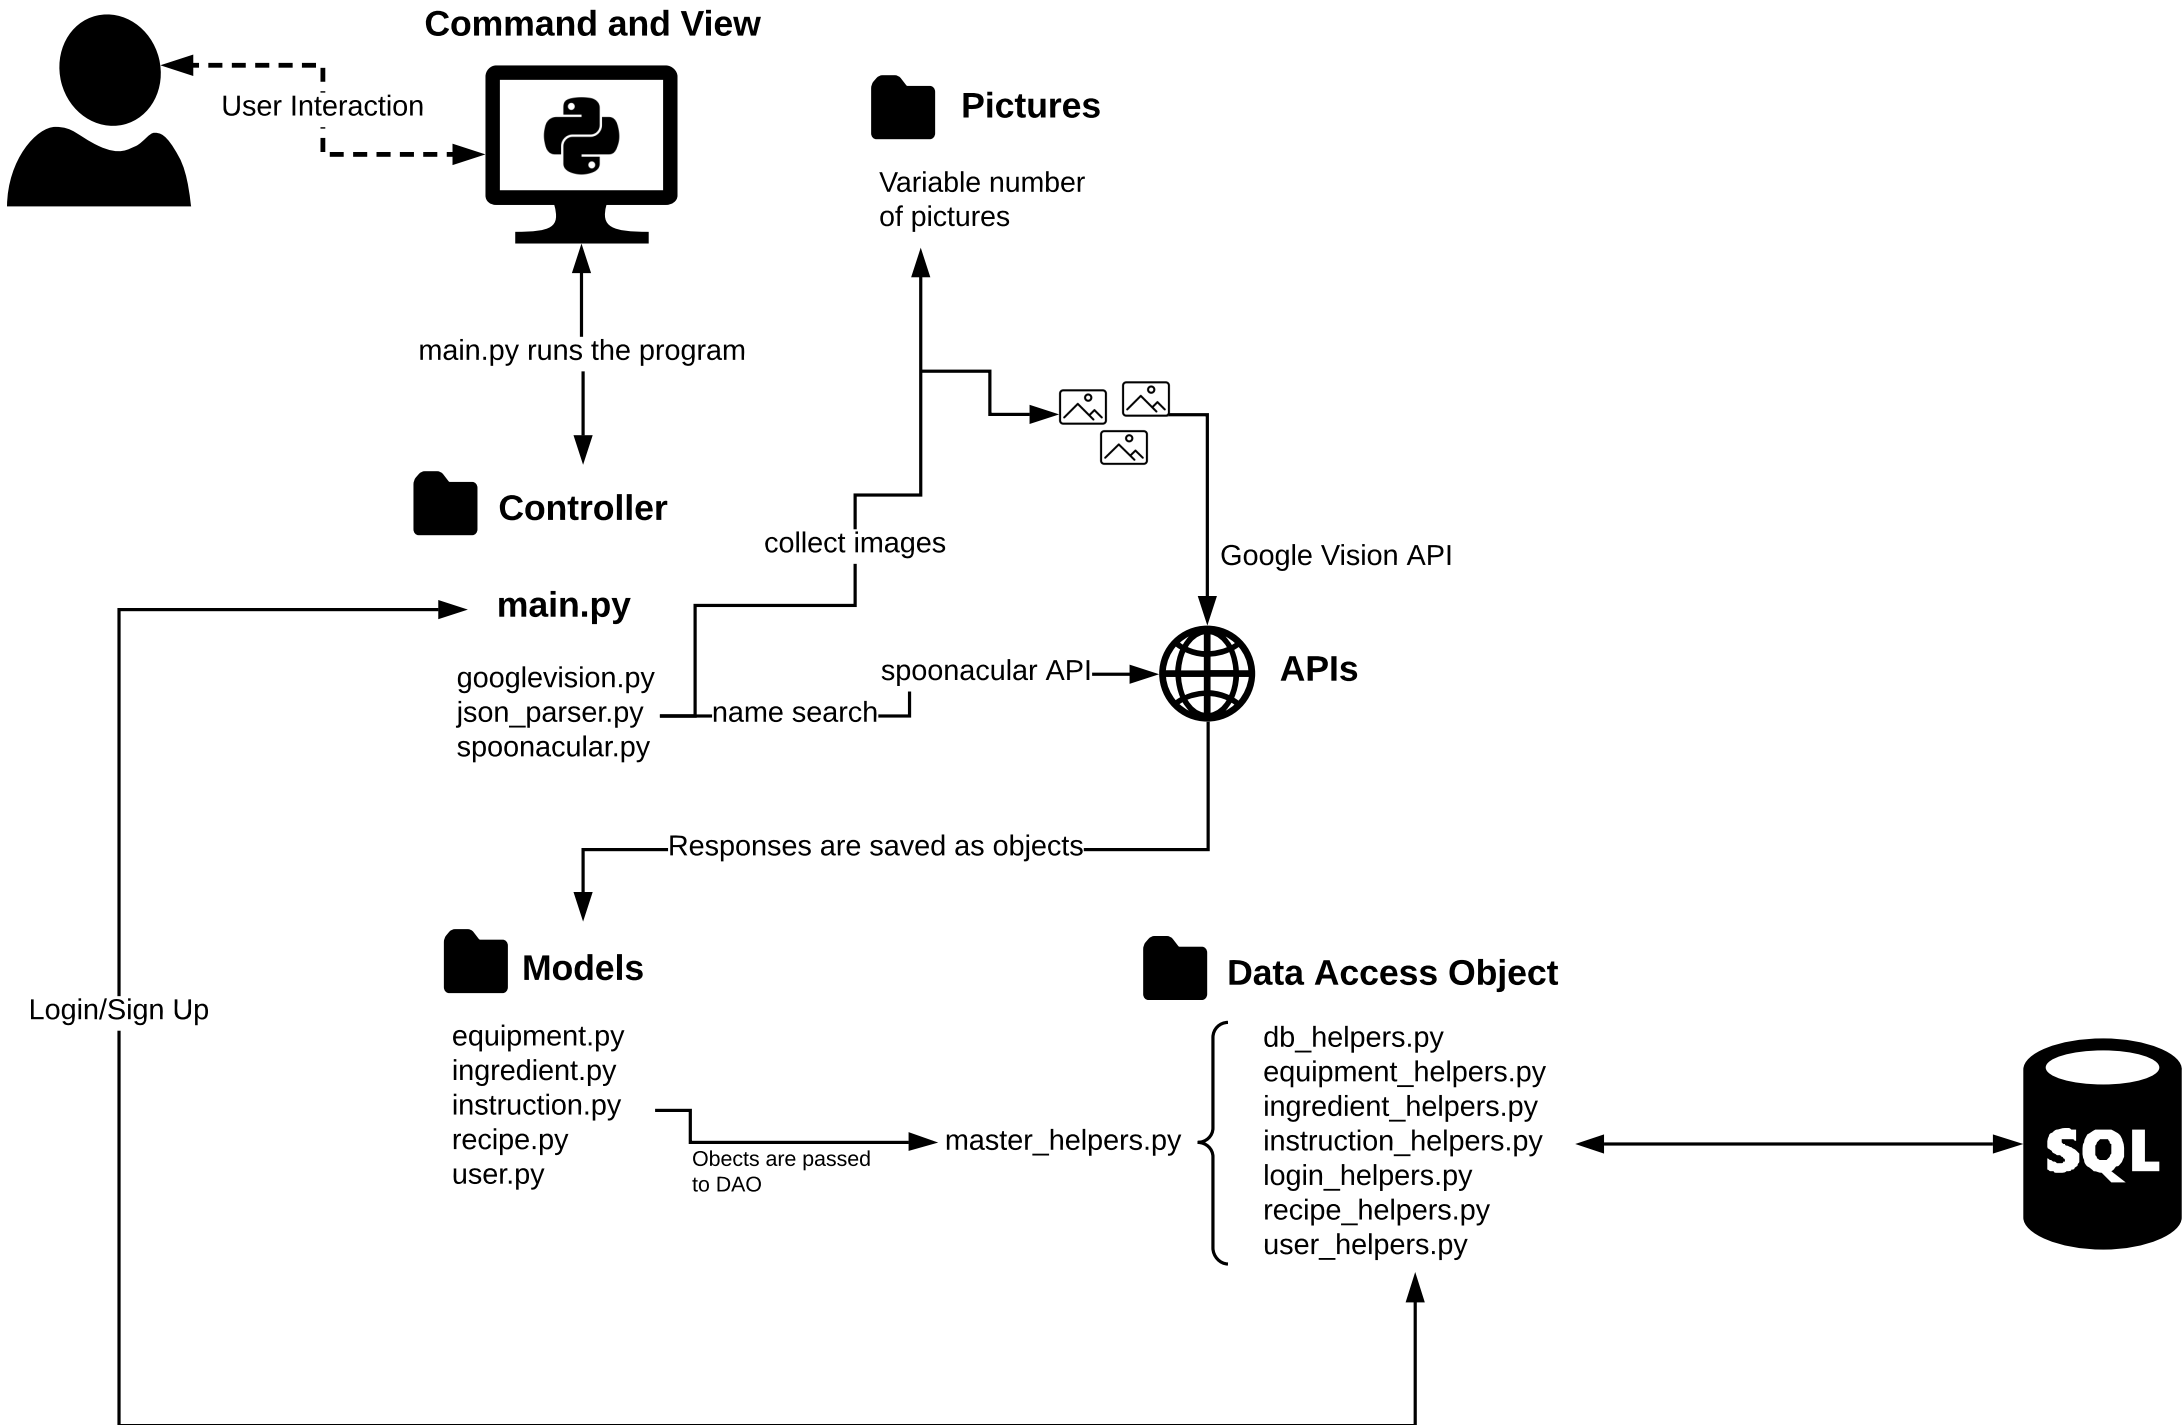 Command and View
User Interaction
Pictures
Variable number
of pictures
main.py runs the program
Controller
collect images
Google Vision API
main.py
googlevision.py
json_parser.py
spoonacular.py
name search
spoonacular API
APIs
Responses are saved as objects
Models
equipment.py
ingredient.py
instruction.py
recipe.py
user.py
Login/Sign Up
Obects are passed
to DAO
master_helpers.py
Data Access Object
db_helpers.py
equipment_helpers.py
ingredient_helpers.py
instruction_helpers.py
login_helpers.py
recipe_helpers.py
user_helpers.py
SQL